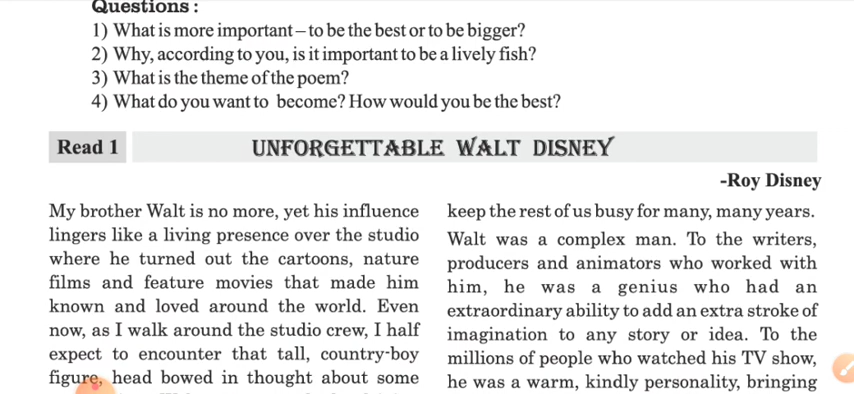 Questions :
1) What is more important – to be the best or to be bigger?
2) Why, according to you, is it important to be a lively fish?
3) What is the theme of the poem?
4) What do you want to become? How would you be the best?
Read 1
UNFORGETTABLE WALT DISNEY
-Roy Disney
My brother Walt is no more, yet his influence
lingers like a living presence over the studio
where he turned out the cartoons, nature
films and feature movies that made him
known and loved around the world. Even
now, as I walk around the studio crew, I half
expect to encounter that tall, country-boy
figure, head bowed in thought about some
keep the rest of us busy for many, many years.
Walt was a complex man. To the writers,
producers and animators who worked with
him, he was a genius who had an
extraordinary ability to add an extra stroke of
imagination to any story or idea. To the
millions of people who watched his TV show,
he was a warm, kindly personality, bringing